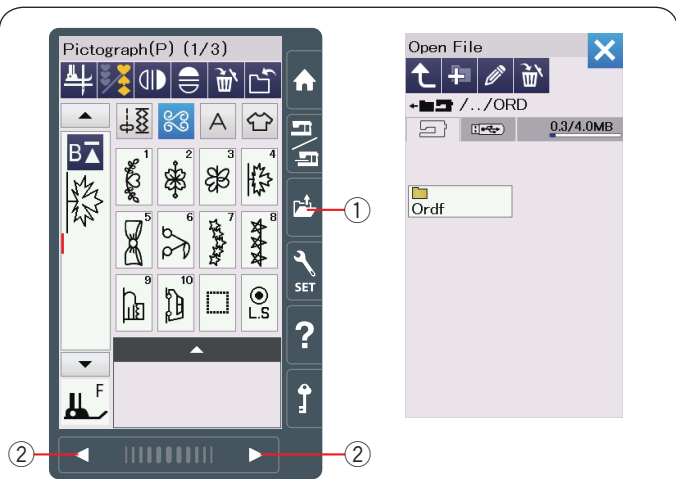 Pictograph(P) (1/3)
A
B
1
2
3
4
5
6
7
8
9
10
L.S
F
SET
?
①
②
②
Open File
X
←/../ORD
0.3/4.0MB
Ordf